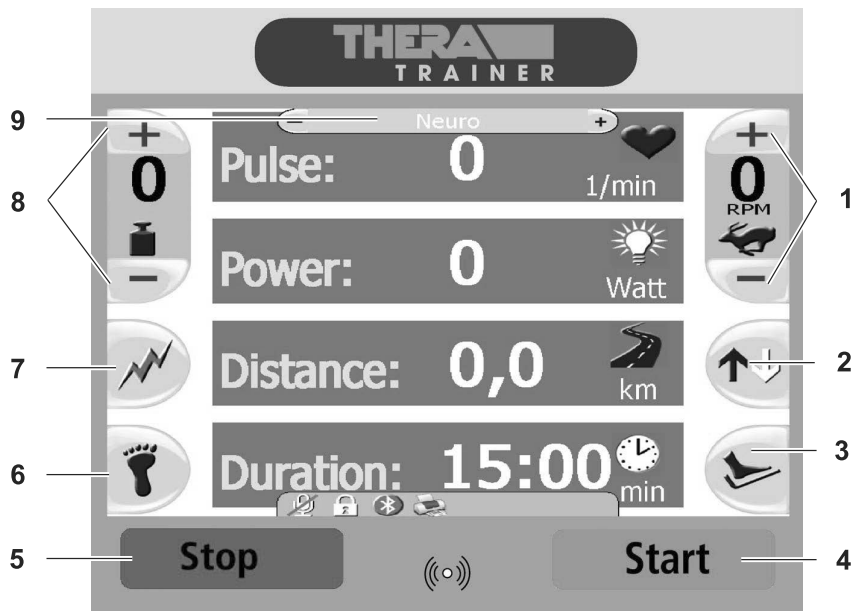 THERA
TRAINER
9
− Neuro +
+
0
−
8
Pulse: 0 1/min
+
0
RPM
−
1
Power: 0 Watt
7
Distance: 0,0 km
2
6
Duration: 15:00 min
3
5
Stop
Start
4